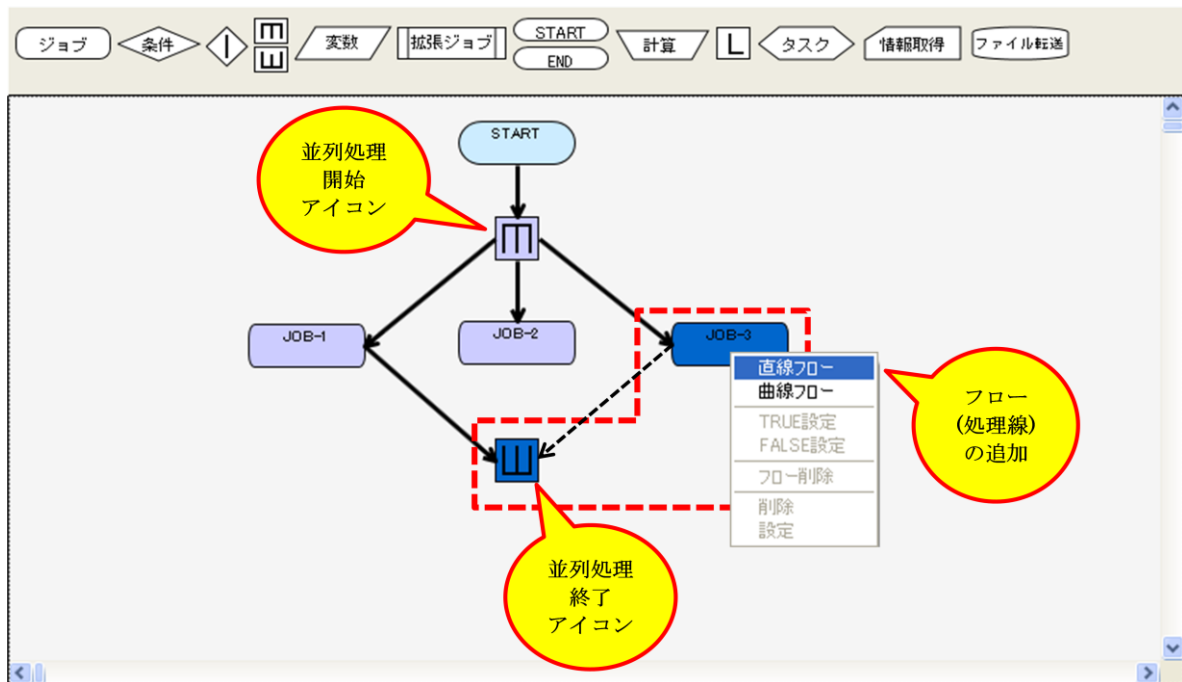 ジョブ
条件
変数
拡張ジョブ
START
END
計算
L
タスク
情報取得
ファイル転送
START
並列処理
開始
アイコン
JOB-1
JOB-2
JOB-3
直線フロー
曲線フロー
TRUE設定
FALSE設定
フロー削除
削除
設定
フロー
(処理線)
の追加
並列処理
終了
アイコン